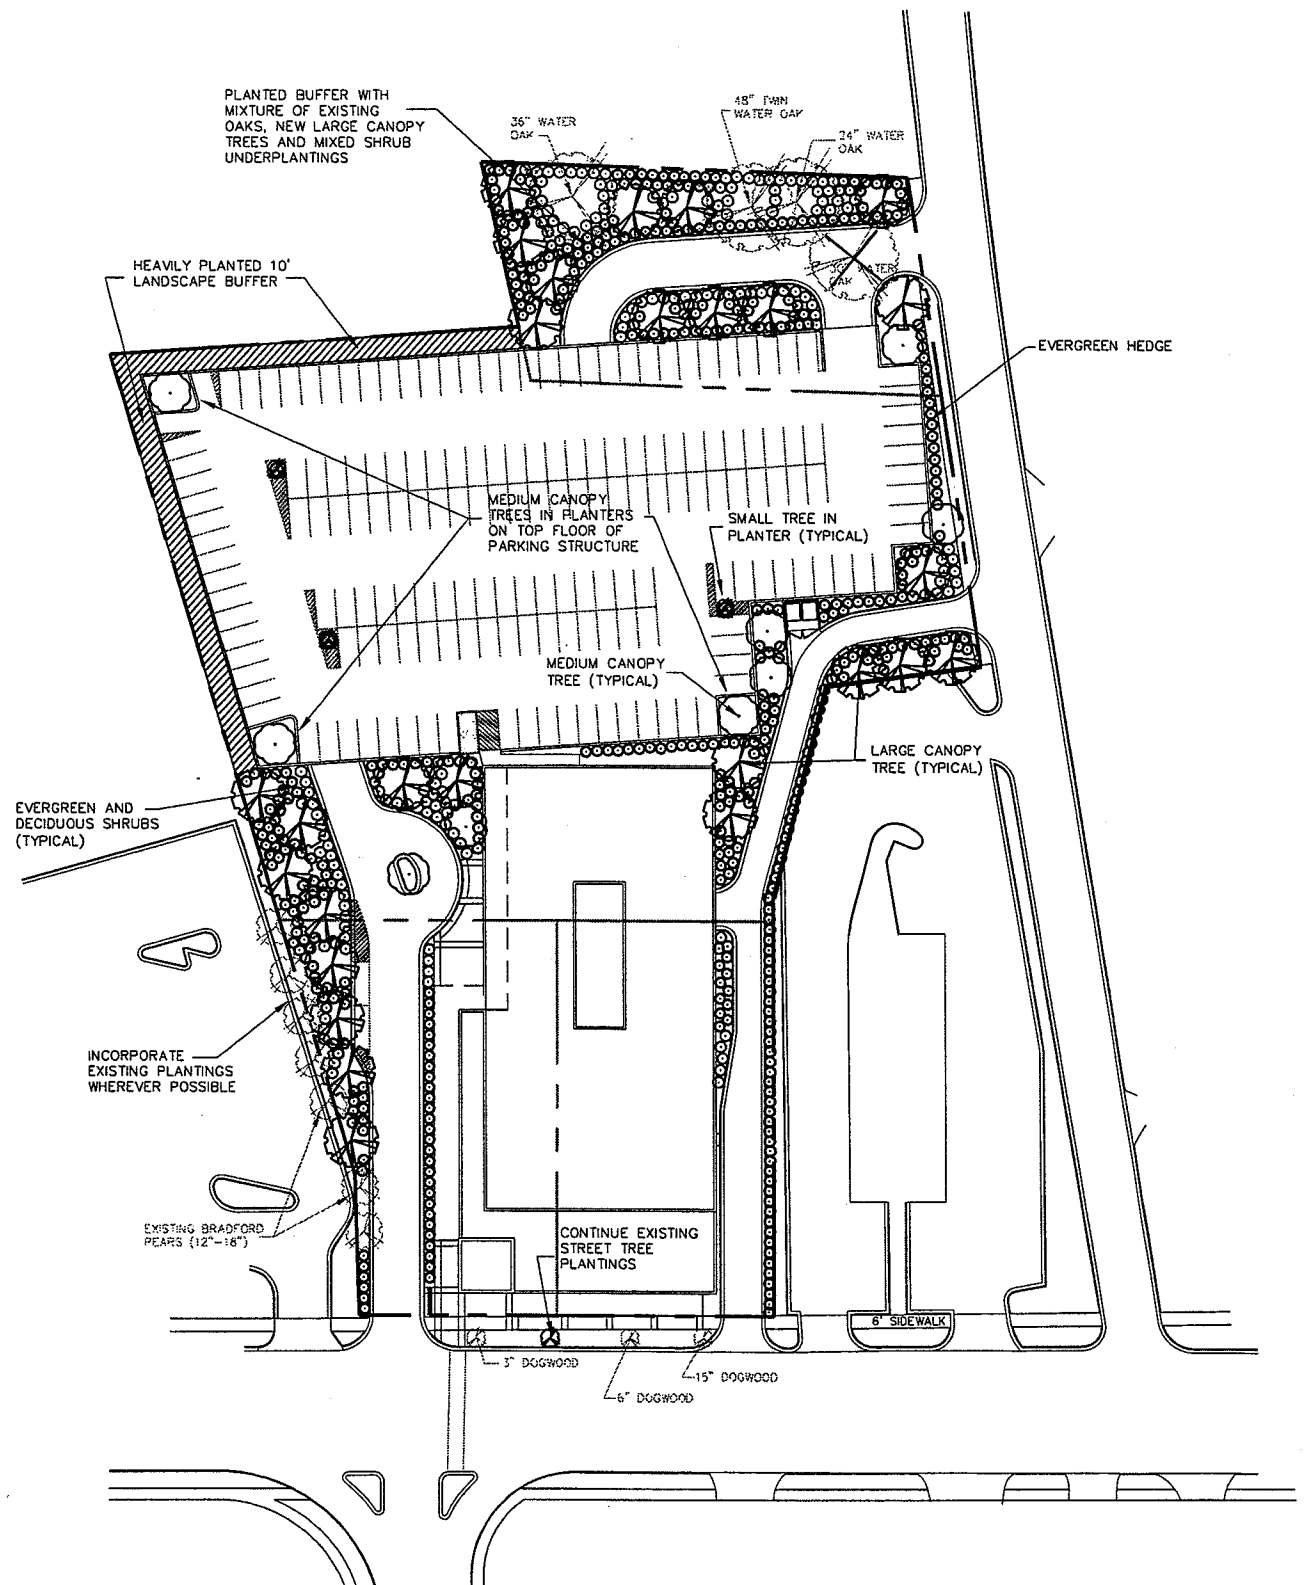 PLANTED BUFFER WITH
MIXTURE OF EXISTING
OAKS, NEW LARGE CANOPY
TREES AND MIXED SHRUB
UNDERPLANTINGS
36" WATER
OAK
48" TWIN
WATER OAK
24" WATER
OAK
36" WATER
OAK
HEAVILY PLANTED 10'
LANDSCAPE BUFFER
EVERGREEN HEDGE
MEDIUM CANOPY
TREES IN PLANTERS
ON TOP FLOOR OF
PARKING STRUCTURE
SMALL TREE IN
PLANTER (TYPICAL)
MEDIUM CANOPY
TREE (TYPICAL)
LARGE CANOPY
TREE (TYPICAL)
EVERGREEN AND
DECIDUOUS SHRUBS
(TYPICAL)
INCORPORATE
EXISTING PLANTINGS
WHEREVER POSSIBLE
EXISTING BRADFORD
PEARS (12"-18")
CONTINUE EXISTING
STREET TREE
PLANTINGS
6' SIDEWALK
3" DOGWOOD
15" DOGWOOD
6" DOGWOOD